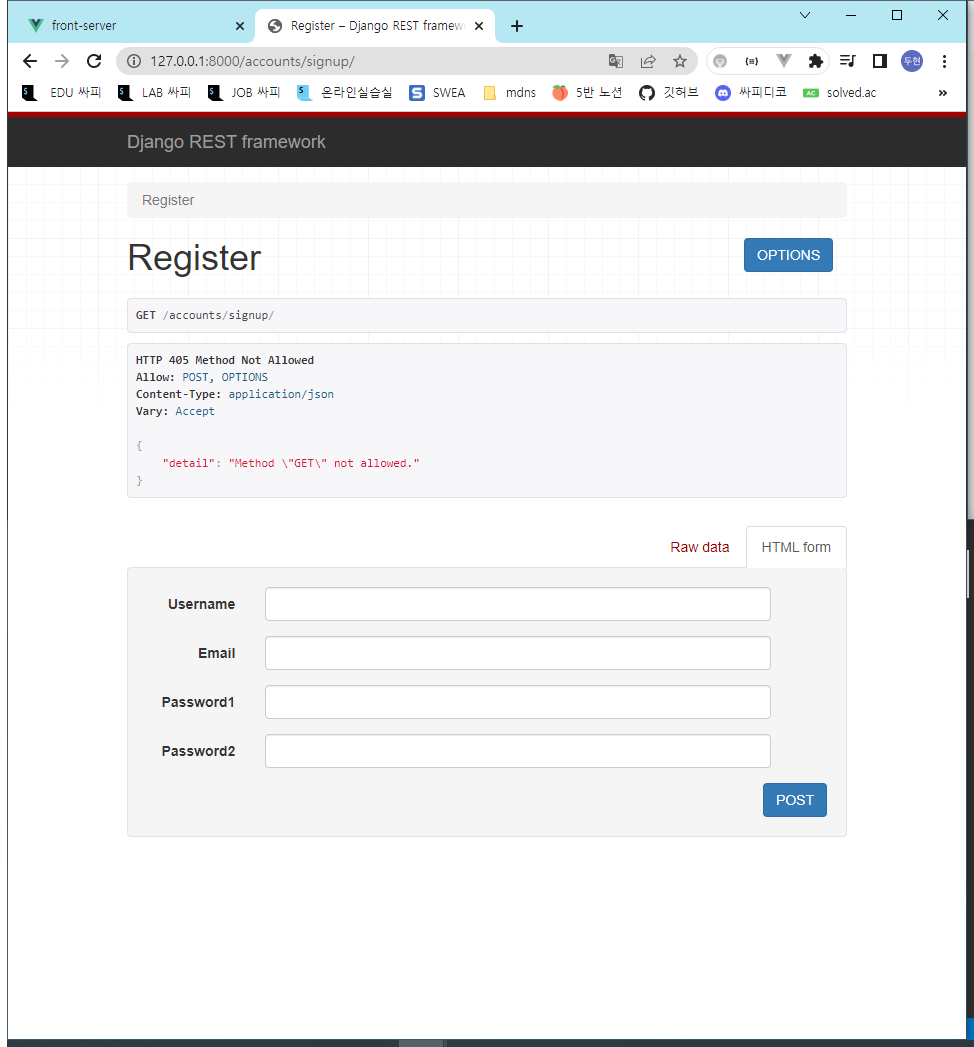 front-server
Register – Django REST framew
127.0.0.1:8000/accounts/signup/
두현
EDU 싸피
LAB 싸피
JOB 싸피
온라인실습실
SWEA
mdns
5반 노션
깃허브
싸피디코
AC solved.ac
»
Django REST framework
Register
Register
OPTIONS
GET /accounts/signup/
HTTP 405 Method Not Allowed
Allow: POST, OPTIONS
Content-Type: application/json
Vary: Accept
{
"detail": "Method \"GET\" not allowed."
}
Raw data
HTML form
Username
Email
Password1
Password2
POST